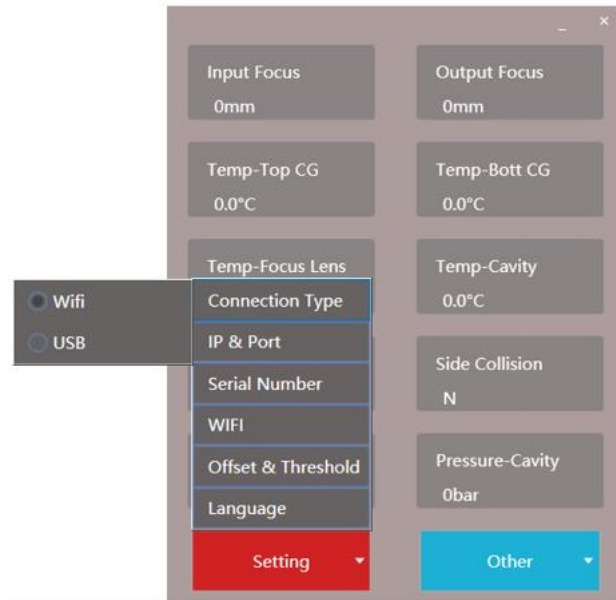 Input Focus
0mm
Output Focus
0mm
Temp-Top CG
0.0°C
Temp-Bott CG
0.0°C
Temp-Focus Lens
Temp-Cavity
0.0°C
Side Collision
N
Pressure-Cavity
0bar
Wifi
USB
Connection Type
IP & Port
Serial Number
WIFI
Offset & Threshold
Language
Setting
Other